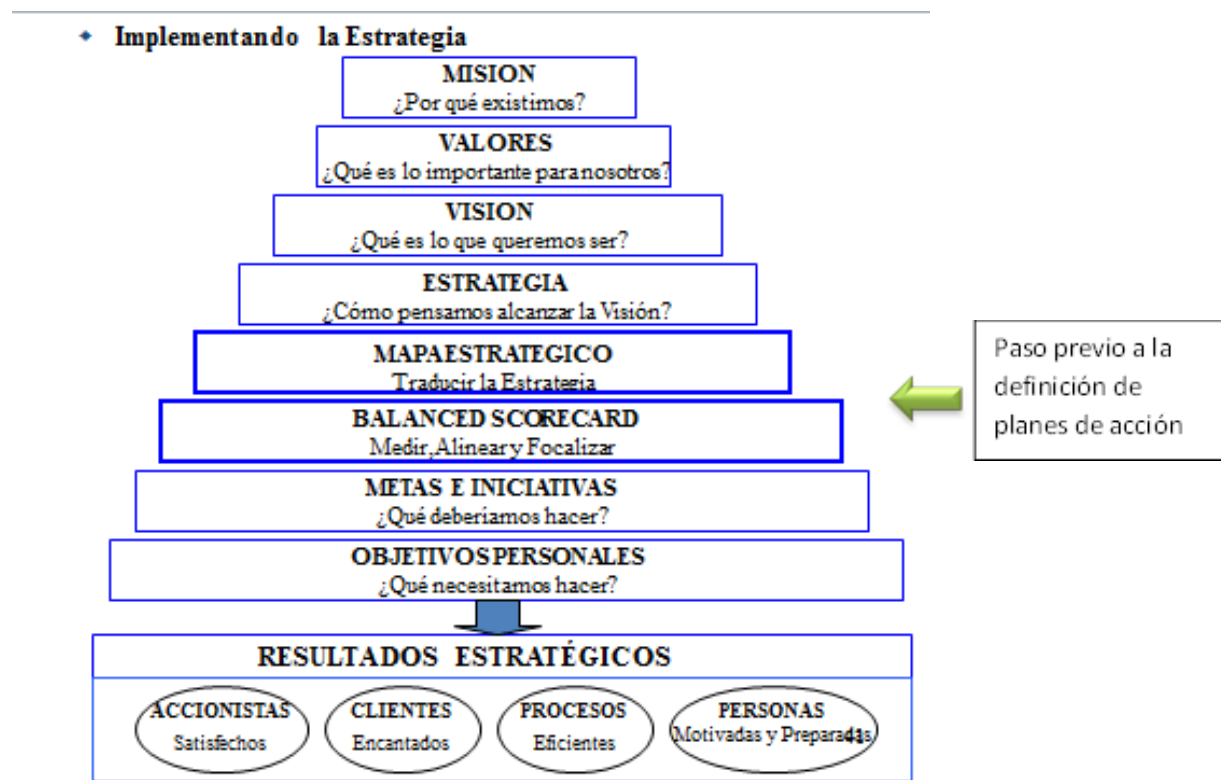 Implementando la Estrategia
MISION
¿Por qué existimos?
VALORES
¿Qué es lo importante para nosotros?
VISION
¿Qué es lo que queremos ser?
ESTRATEGIA
¿Cómo pensamos alcanzar la Visión?
MAPA ESTRATEGICO
Traducir la Estrategia
BALANCED SCORECARD
Medir, Alinear y Focalizar
METAS E INICIATIVAS
¿Qué deberiamos hacer?
OBJETIVOS PERSONALES
¿Qué necesitamos hacer?
Paso previo a la
definición de
planes de acción
RESULTADOS ESTRATÉGICOS
ACCIONISTAS
Satisfechos
CLIENTES
Encantados
PROCESOS
Eficientes
PERSONAS
Motivadas y Preparadas